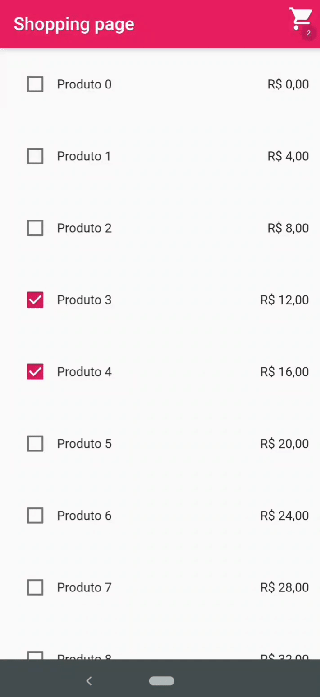 Shopping page
2
Produto 0 R$ 0,00
Produto 1 R$ 4,00
Produto 2 R$ 8,00
Produto 3 R$ 12,00
Produto 4 R$ 16,00
Produto 5 R$ 20,00
Produto 6 R$ 24,00
Produto 7 R$ 28,00
Produto 8 R$ 32,00